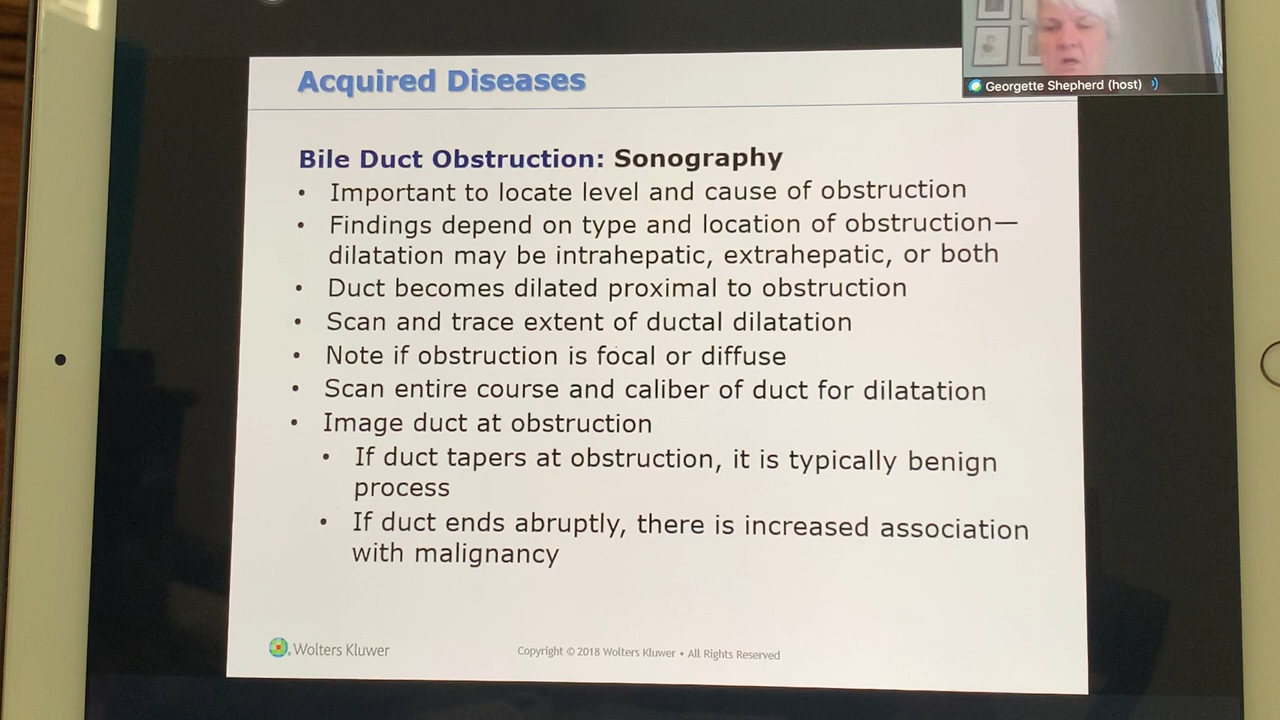 Acquired Diseases
Georgette Shepherd (host)
Bile Duct Obstruction: Sonography
• Important to locate level and cause of obstruction
• Findings depend on type and location of obstruction—
dilatation may be intrahepatic, extrahepatic, or both
• Duct becomes dilated proximal to obstruction
• Scan and trace extent of ductal dilatation
• Note if obstruction is focal or diffuse
• Scan entire course and caliber of duct for dilatation
• Image duct at obstruction
• If duct tapers at obstruction, it is typically benign
process
• If duct ends abruptly, there is increased association
with malignancy
Wolters Kluwer
Copyright © 2018 Wolters Kluwer • All Rights Reserved